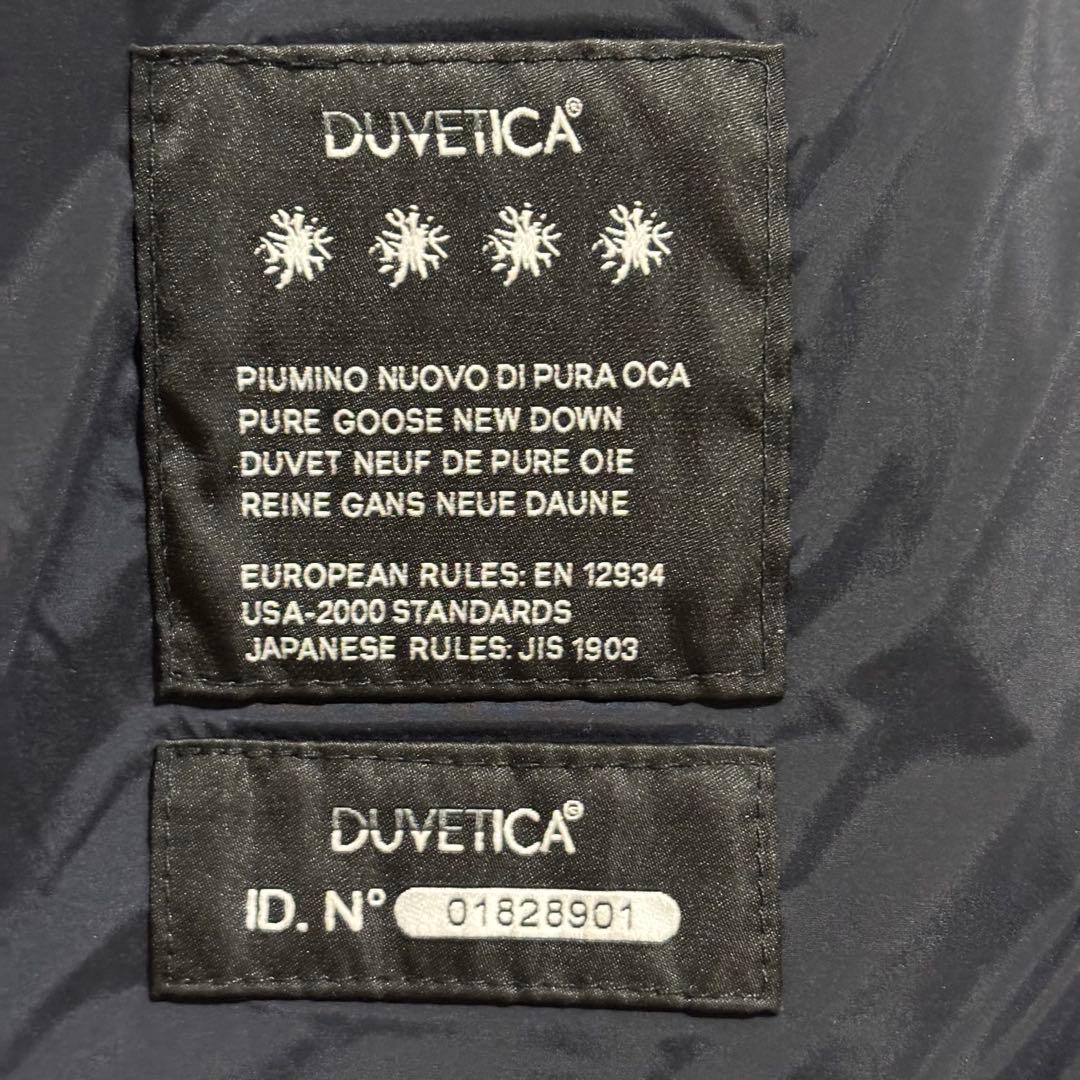 DUVETICA®
PIUMINO NUOVO DI PURA OCA
PURE GOOSE NEW DOWN
DUVET NEUF DE PURE OIE
REINE GANS NEUE DAUNE
EUROPEAN RULES: EN 12934
USA-2000 STANDARDS
JAPANESE RULES: JIS 1903
DUVETICA®
ID. N° 01828901